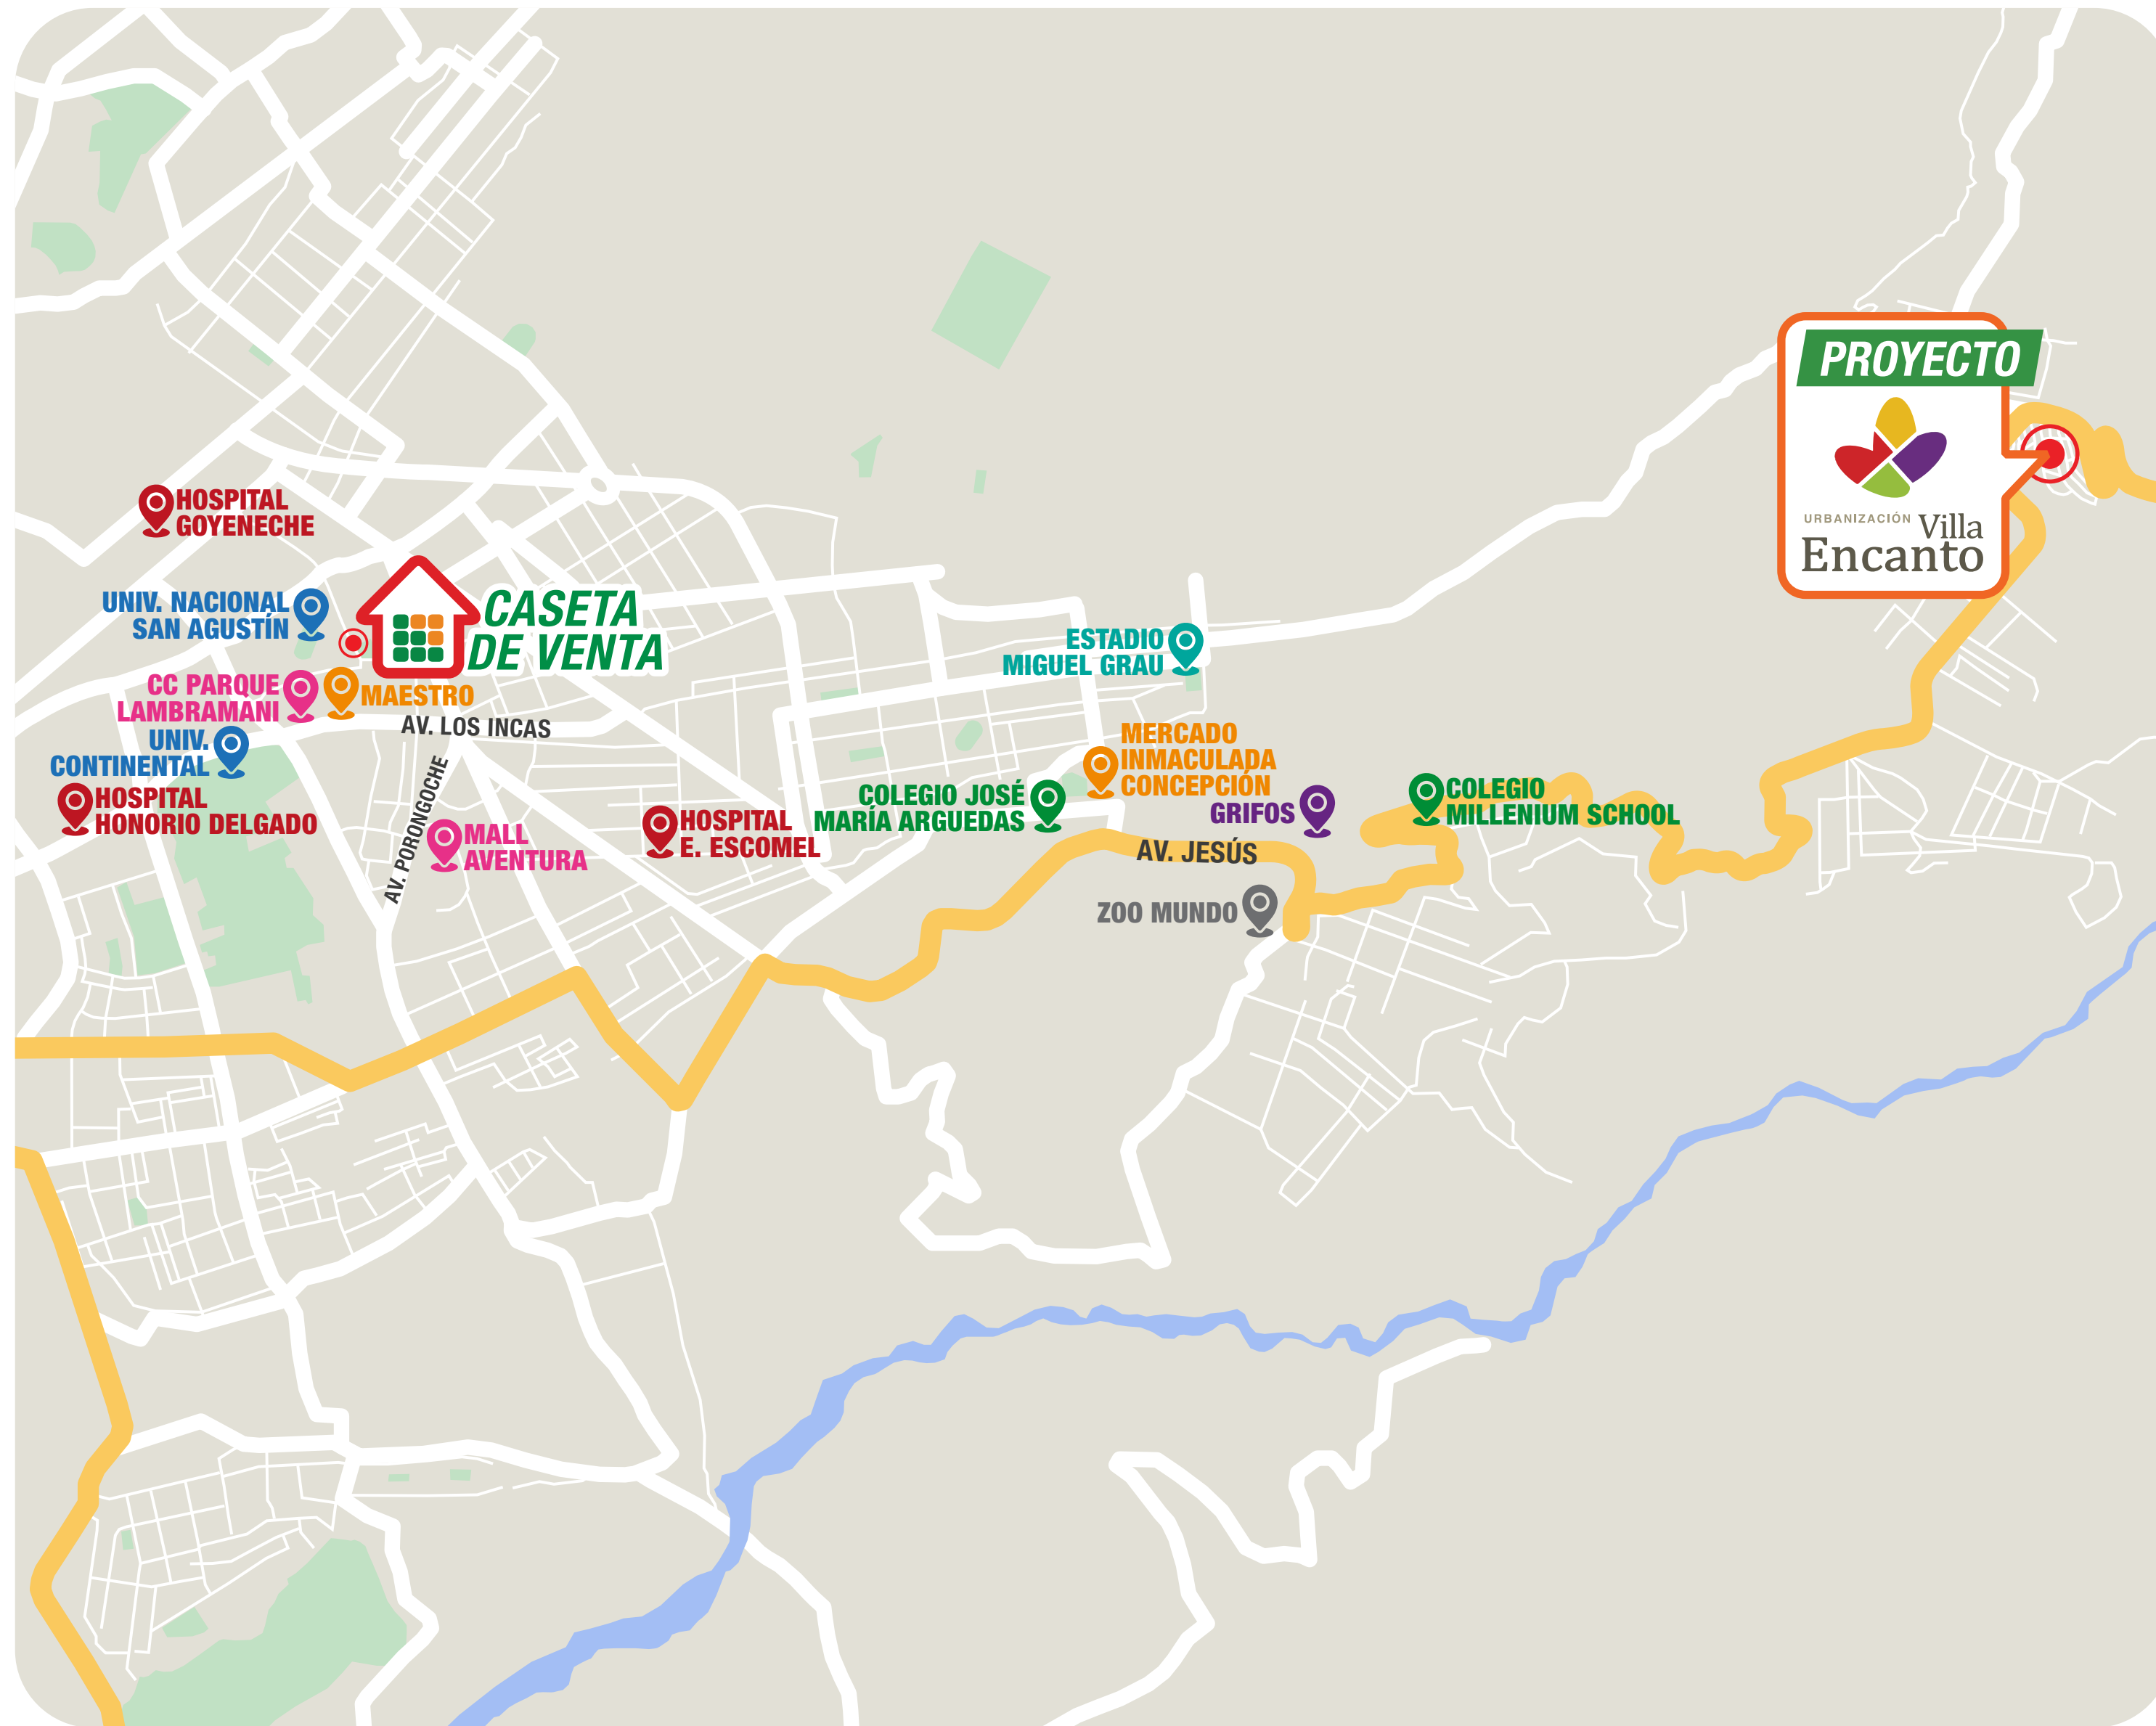 PROYECTO
URBANIZACIÓN Villa
Encanto
HOSPITAL
GOYENECHE
UNIV. NACIONAL
SAN AGUSTÍN
CASETA
DE VENTA
CC PARQUE
LAMBRAMANI
MAESTRO
AV. LOS INCAS
UNIV.
CONTINENTAL
HOSPITAL
HONORIO DELGADO
AV. PORONGOCHE
MALL
AVENTURA
HOSPITAL
E. ESCOMEL
ESTADIO
MIGUEL GRAU
MERCADO
INMACULADA
CONCEPCIÓN
COLEGIO JOSÉ
MARÍA ARGUEDAS
GRIFOS
COLEGIO
MILLENIUM SCHOOL
AV. JESÚS
ZOO MUNDO